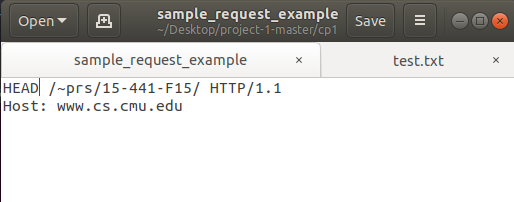 Open
sample_request_example
~/Desktop/project-1-master/cp1
Save
sample_request_example ×
test.txt ×
HEAD /~prs/15-441-F15/ HTTP/1.1
Host: www.cs.cmu.edu